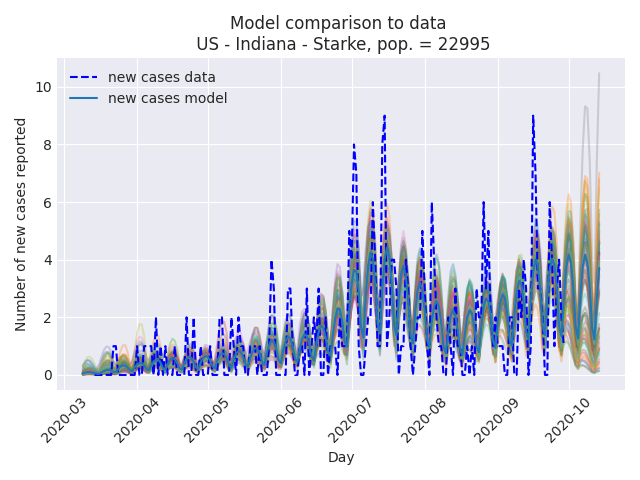 Model comparison to data
US - Indiana - Starke, pop. = 22995
new cases data
new cases model
Number of new cases reported
10
8
6
4
2
0
2020-03
2020-04
2020-05
2020-06
2020-07
2020-08
2020-09
2020-10
Day